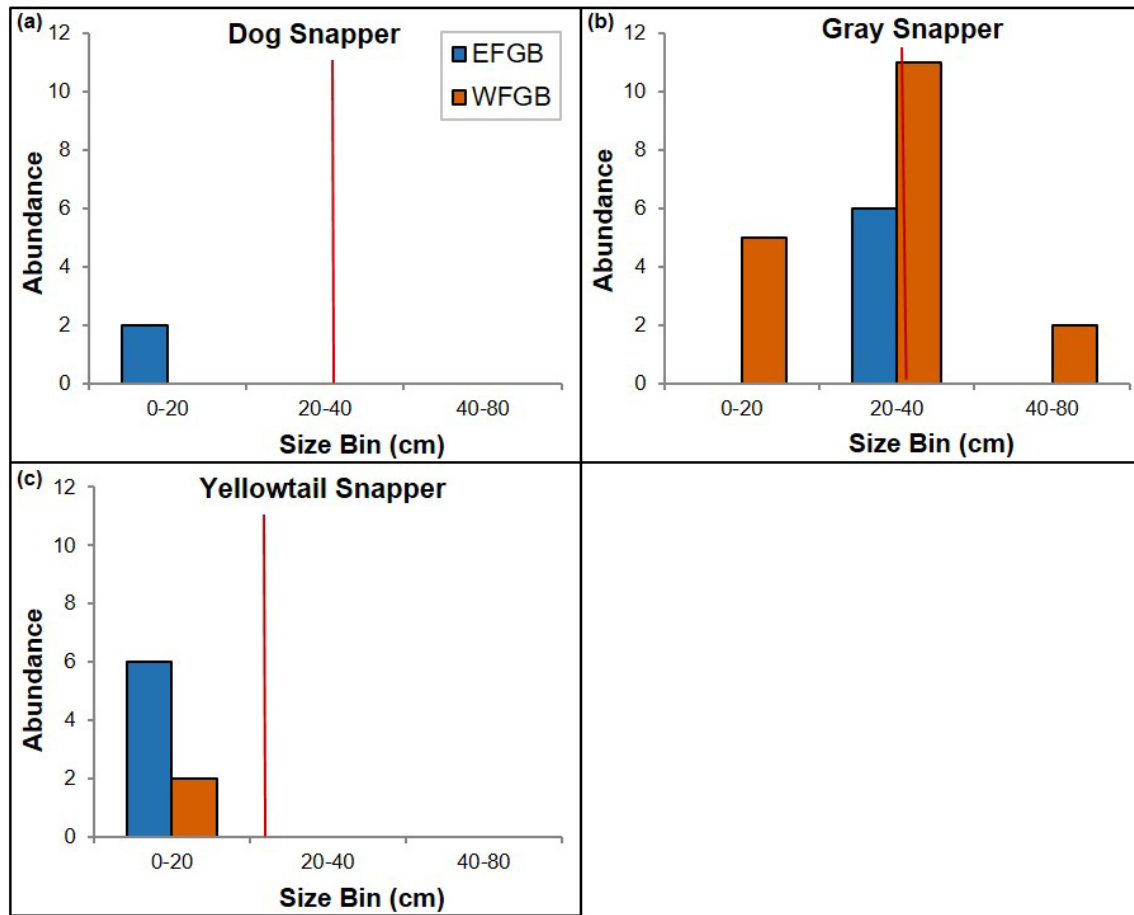 (a)
Dog Snapper
EFGB
WFGB
Abundance
12
10
8
6
4
2
0
0-20
20-40
40-80
Size Bin (cm)
(b)
Gray Snapper
Abundance
12
10
8
6
4
2
0
0-20
20-40
40-80
Size Bin (cm)
(c)
Yellowtail Snapper
Abundance
12
10
8
6
4
2
0
0-20
20-40
40-80
Size Bin (cm)